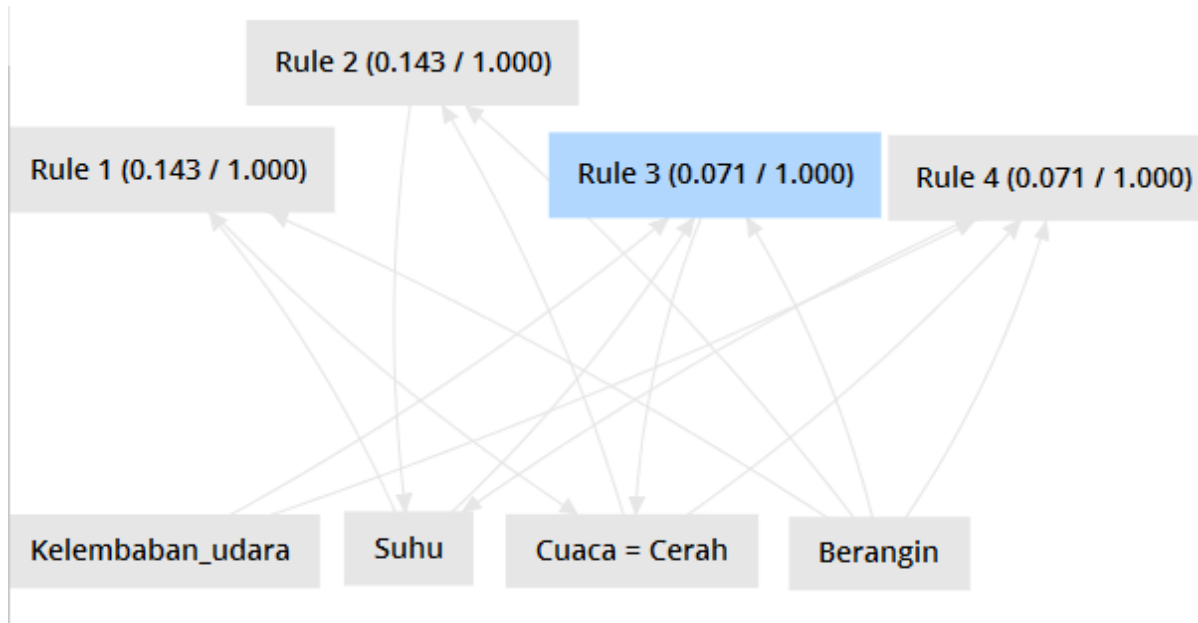 Rule 2 (0.143 / 1.000)
Rule 1 (0.143 / 1.000)
Rule 3 (0.071 / 1.000)
Rule 4 (0.071 / 1.000)
Kelembaban_udara
Suhu
Cuaca = Cerah
Berangin